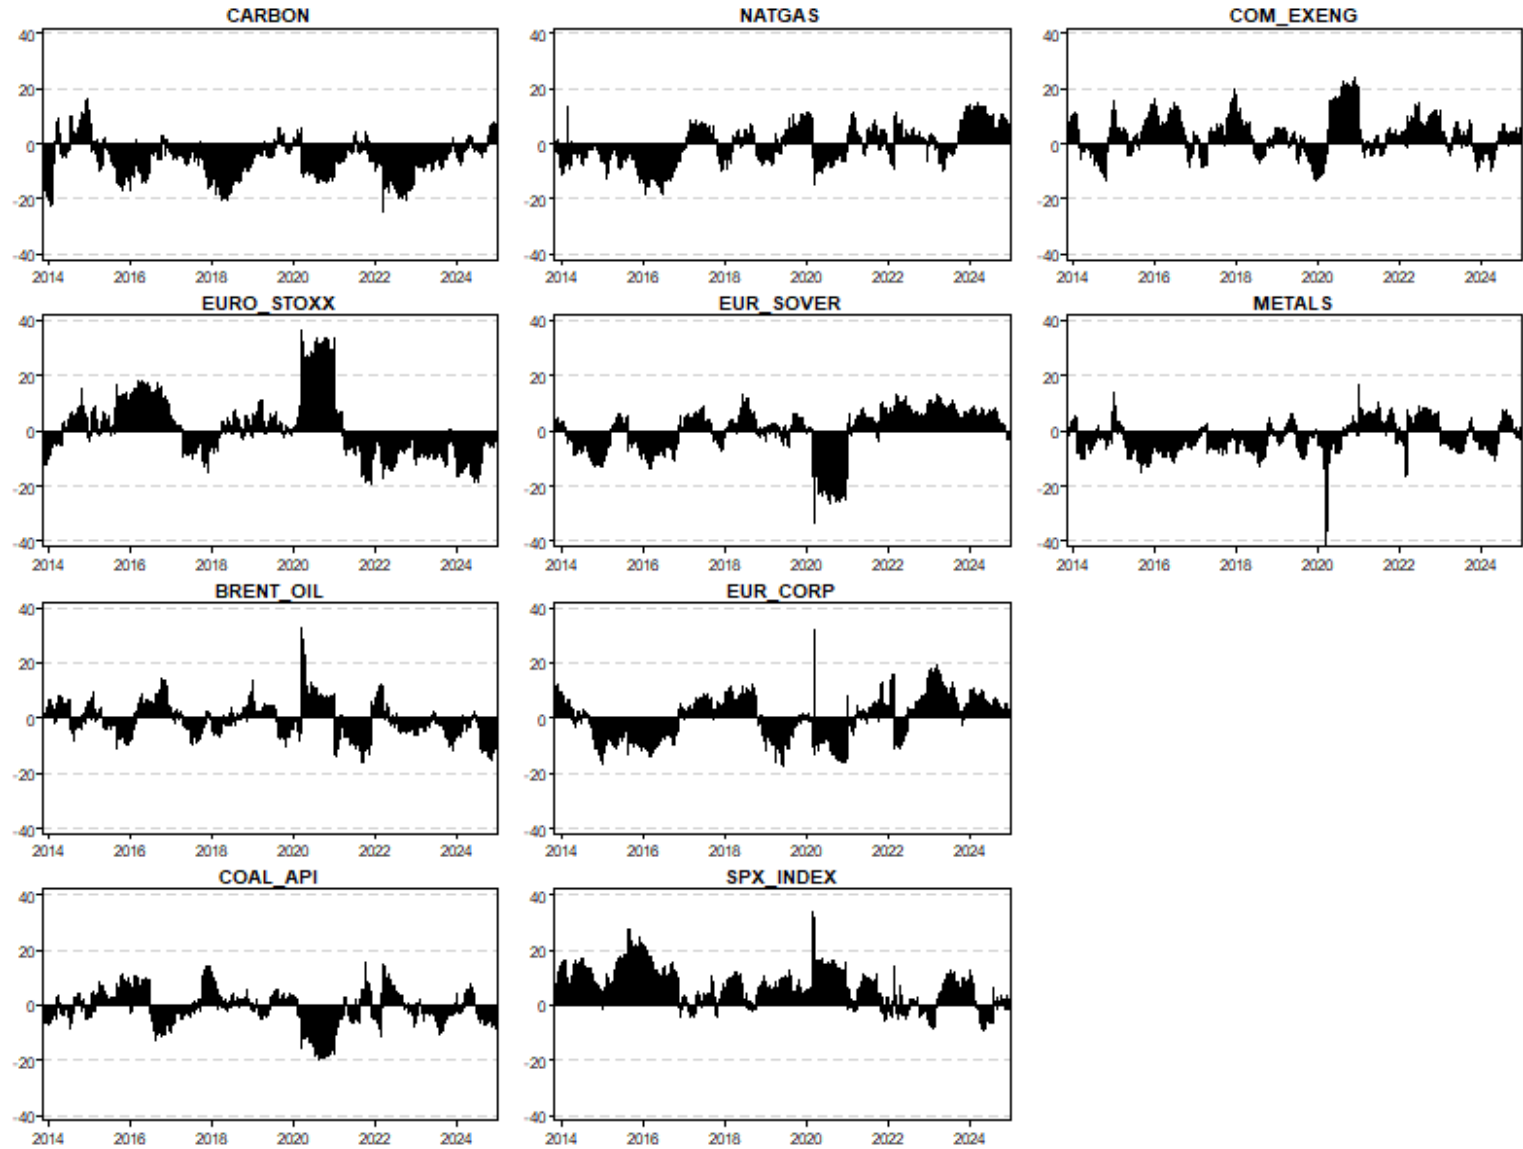 CARBON NATGAS COM_EXENG
40 40 40
20 20 20
0 0 0
-20 -20 -20
-40 -40 -40
2014 2016 2018 2020 2022 2024 2014 2016 2018 2020 2022 2024 2014 2016 2018 2020 2022 2024
EURO_STOXX EUR_SOVER METALS
40 40 40
20 20 20
0 0 0
-20 -20 -20
-40 -40 -40
2014 2016 2018 2020 2022 2024 2014 2016 2018 2020 2022 2024 2014 2016 2018 2020 2022 2024
BRENT_OIL EUR_CORP
40 40
20 20
0 0
-20 -20
-40 -40
2014 2016 2018 2020 2022 2024 2014 2016 2018 2020 2022 2024
COAL_API SPX_INDEX
40 40
20 20
0 0
-20 -20
-40 -40
2014 2016 2018 2020 2022 2024 2014 2016 2018 2020 2022 2024